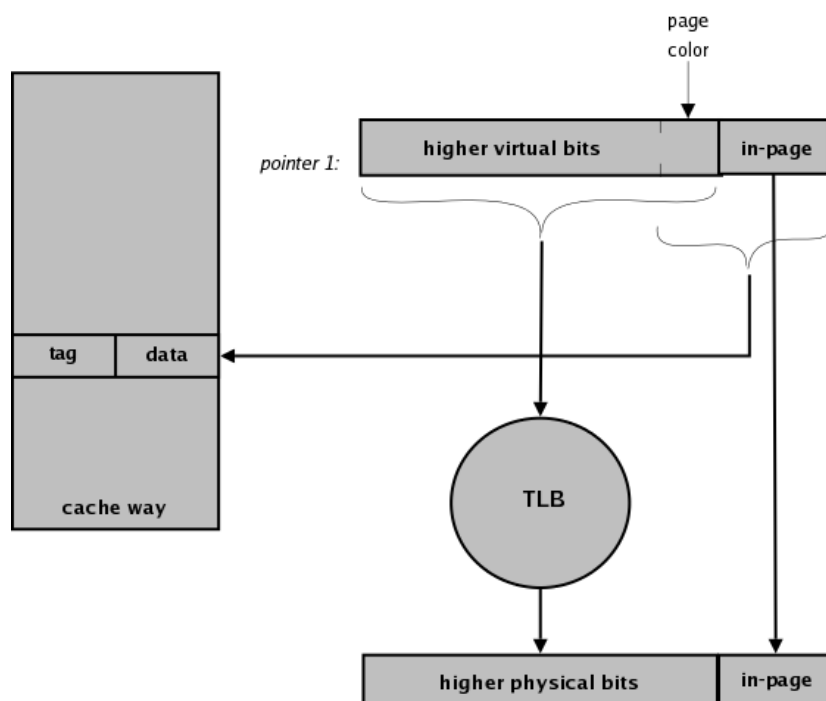 page
color
higher virtual bits
in-page
pointer 1:
tag
data
TLB
cache way
higher physical bits
in-page